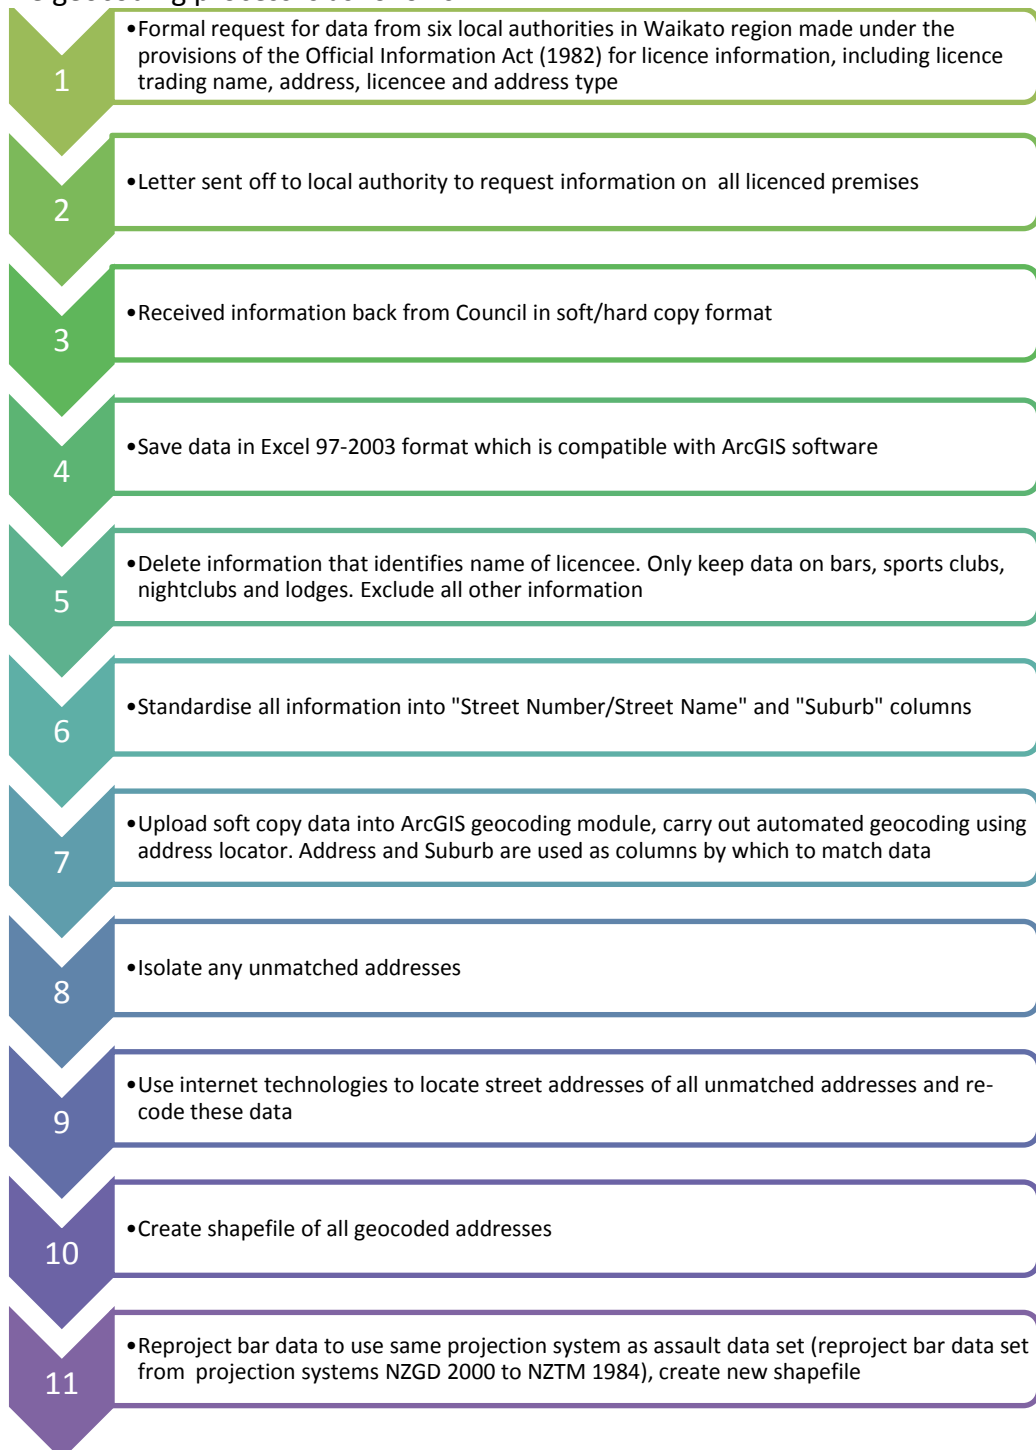 1
•Formal request for data from six local authorities in Waikato region made under the
provisions of the Official Information Act (1982) for licence information, including licence
trading name, address, licencee and address type
2
•Letter sent off to local authority to request information on  all licenced premises
3
•Received information back from Council in soft/hard copy format
4
•Save data in Excel 97-2003 format which is compatible with ArcGIS software
5
•Delete information that identifies name of licencee. Only keep data on bars, sports clubs,
nightclubs and lodges. Exclude all other information
6
•Standardise all information into "Street Number/Street Name" and "Suburb" columns
7
•Upload soft copy data into ArcGIS geocoding module, carry out automated geocoding using
address locator. Address and Suburb are used as columns by which to match data
8
•Isolate any unmatched addresses
9
•Use internet technologies to locate street addresses of all unmatched addresses and re-
code these data
10
•Create shapefile of all geocoded addresses
11
•Reproject bar data to use same projection system as assault data set (reproject bar data set
from  projection systems NZGD 2000 to NZTM 1984), create new shapefile